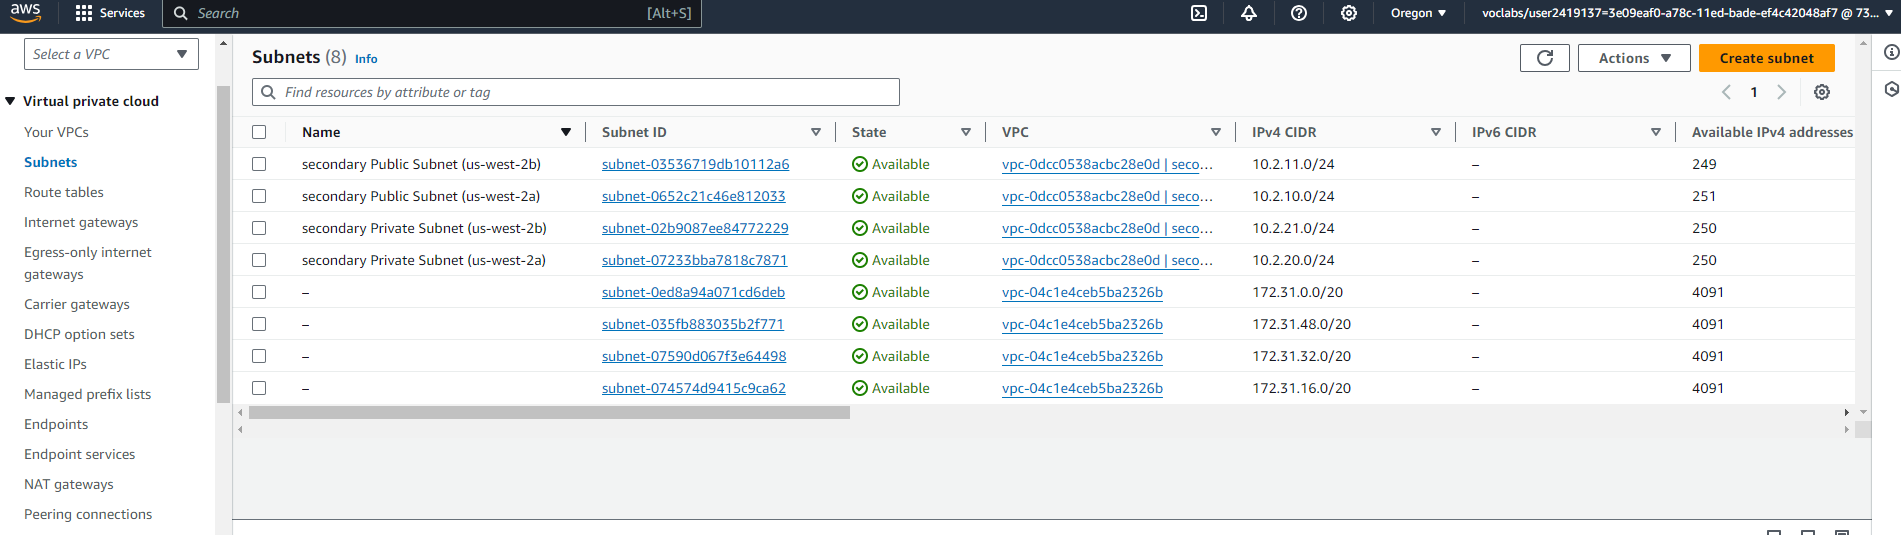 aws Services Search [Alt+S] Oregon voclabs/user2419137=3e09eaf0-a78c-11ed-bade-ef4c42048af7 @ 73...
Select a VPC
Virtual private cloud
Your VPCs
Subnets
Route tables
Internet gateways
Egress-only internet
gateways
Carrier gateways
DHCP option sets
Elastic IPs
Managed prefix lists
Endpoints
Endpoint services
NAT gateways
Peering connections
Subnets (8) Info
Actions
Create subnet
Find resources by attribute or tag
1
Name Subnet ID State VPC IPv4 CIDR IPv6 CIDR Available IPv4 addresses
secondary Public Subnet (us-west-2b) subnet-03536719db10112a6 Available vpc-0dcc0538acbc28e0d | seco... 10.2.11.0/24 – 249
secondary Public Subnet (us-west-2a) subnet-0652c21c46e812033 Available vpc-0dcc0538acbc28e0d | seco... 10.2.10.0/24 – 251
secondary Private Subnet (us-west-2b) subnet-02b9087ee84772229 Available vpc-0dcc0538acbc28e0d | seco... 10.2.21.0/24 – 250
secondary Private Subnet (us-west-2a) subnet-07233bba7818c7871 Available vpc-0dcc0538acbc28e0d | seco... 10.2.20.0/24 – 250
– subnet-0ed8a94a071cd6deb Available vpc-04c1e4ceb5ba2326b 172.31.0.0/20 – 4091
– subnet-035fb883035b2f771 Available vpc-04c1e4ceb5ba2326b 172.31.48.0/20 – 4091
– subnet-07590d067f3e64498 Available vpc-04c1e4ceb5ba2326b 172.31.32.0/20 – 4091
– subnet-074574d9415c9ca62 Available vpc-04c1e4ceb5ba2326b 172.31.16.0/20 – 4091